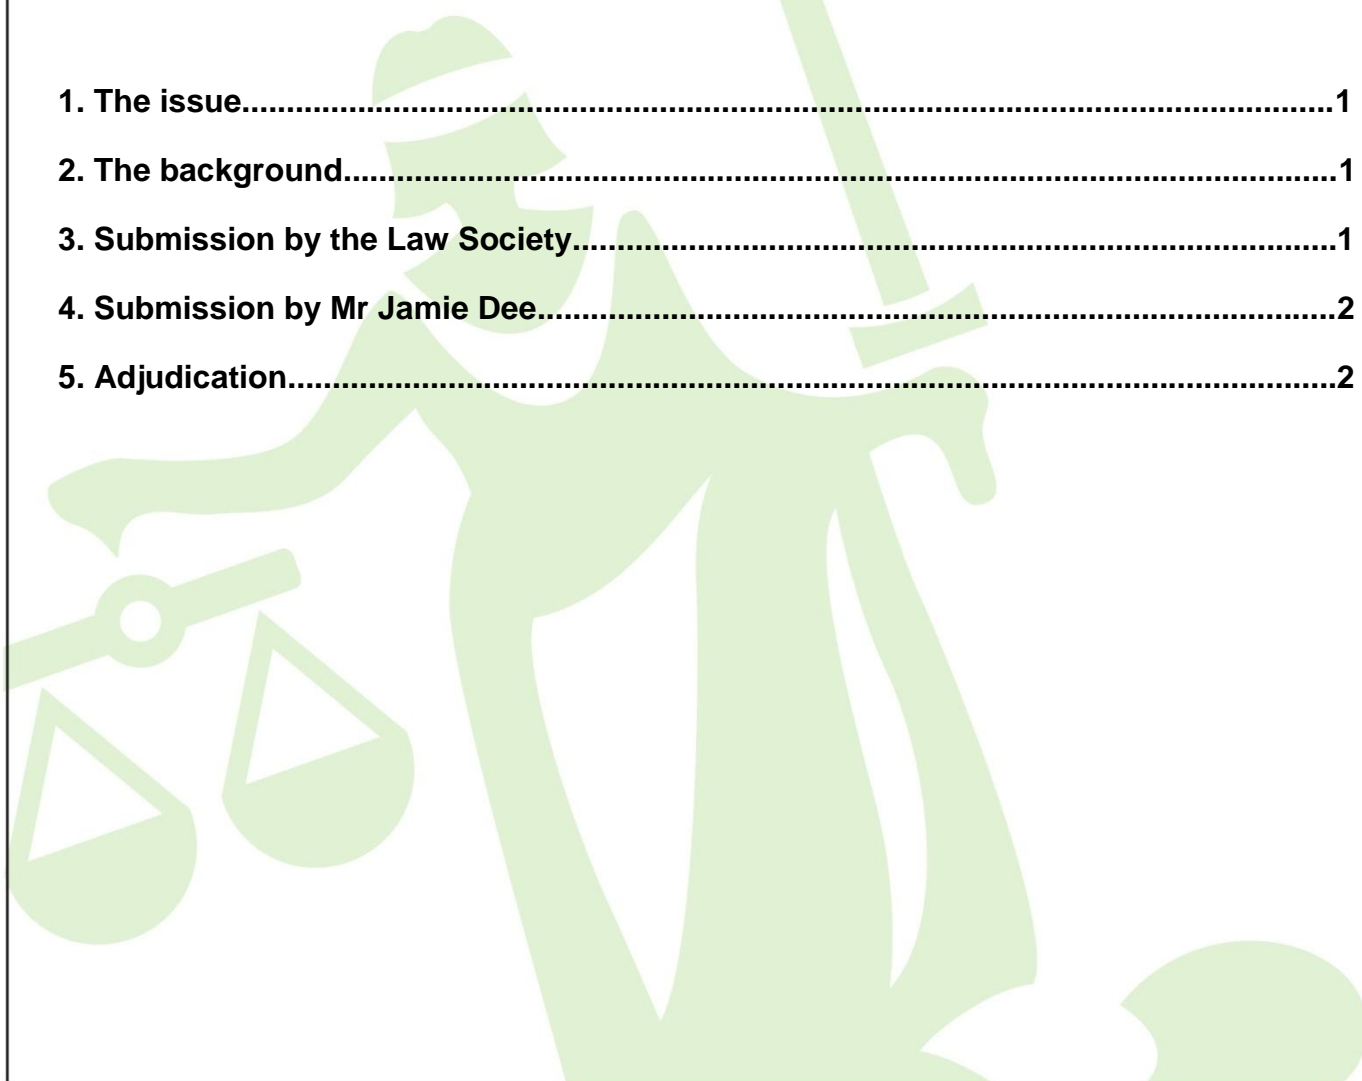 1. The issue..........................................................................................................................1
2. The background...............................................................................................................1
3. Submission by the Law Society.....................................................................................1
4. Submission by Mr Jamie Dee.........................................................................................2
5. Adjudication.....................................................................................................................2